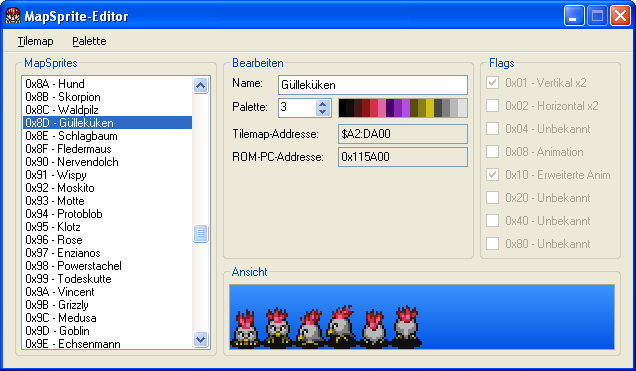 MapSprite-Editor
Tilemap Palette
MapSprites
0x8A - Hund
0x8B - Skorpion
0x8C - Waldpilz
0x8D - Gülleküken
0x8E - Schlagbaum
0x8F - Fledermaus
0x90 - Nervendolch
0x91 - Wispy
0x92 - Moskito
0x93 - Motte
0x94 - Protoblob
0x95 - Klotz
0x96 - Rose
0x97 - Enzianos
0x98 - Powerstachel
0x99 - Todeskutte
0x9A - Vincent
0x9B - Grizzly
0x9C - Medusa
0x9D - Goblin
0x9E - Echsenmann
Bearbeiten
Name: Gülleküken
Palette: 3
Tilemap-Addresse: $A2:DA00
ROM-PC-Addresse: 0x115A00
Flags
0x01 - Vertikal x2
0x02 - Horizontal x2
0x04 - Unbekannt
0x08 - Animation
0x10 - Erweiterte Anim
0x20 - Unbekannt
0x40 - Unbekannt
0x80 - Unbekannt
Ansicht